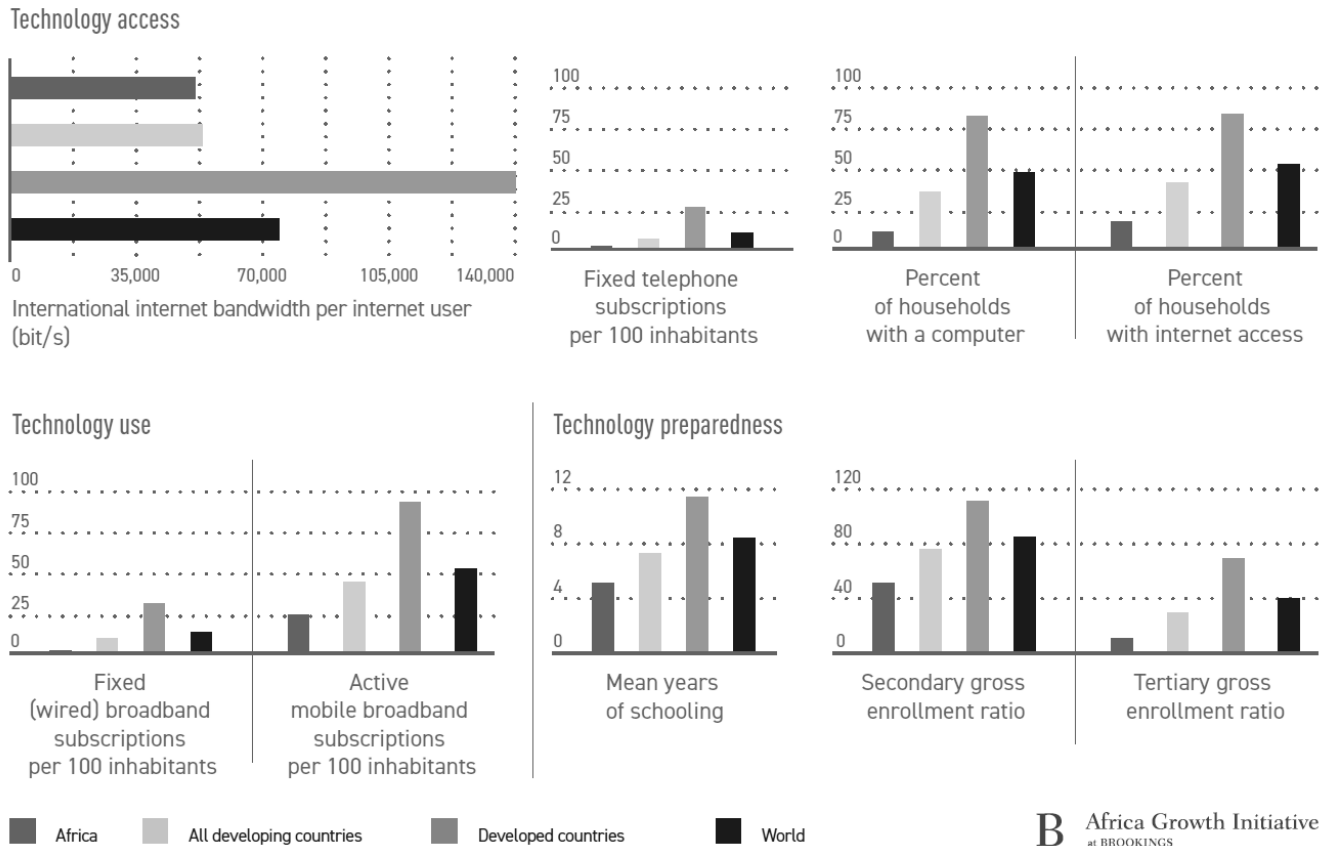 Technology access
0
35,000
70,000
105,000
140,000
International internet bandwidth per internet user
(bit/s)
100
75
50
25
0
Fixed telephone
subscriptions
per 100 inhabitants
100
75
50
25
0
Percent
of households
with a computer
Percent
of households
with internet access
Technology use
100
75
50
25
0
Fixed
(wired) broadband
subscriptions
per 100 inhabitants
Active
mobile broadband
subscriptions
per 100 inhabitants
Technology preparedness
12
8
4
0
Mean years
of schooling
120
80
40
0
Secondary gross
enrollment ratio
Tertiary gross
enrollment ratio
Africa
All developing countries
Developed countries
World
B
Africa Growth Initiative
at BROOKINGS